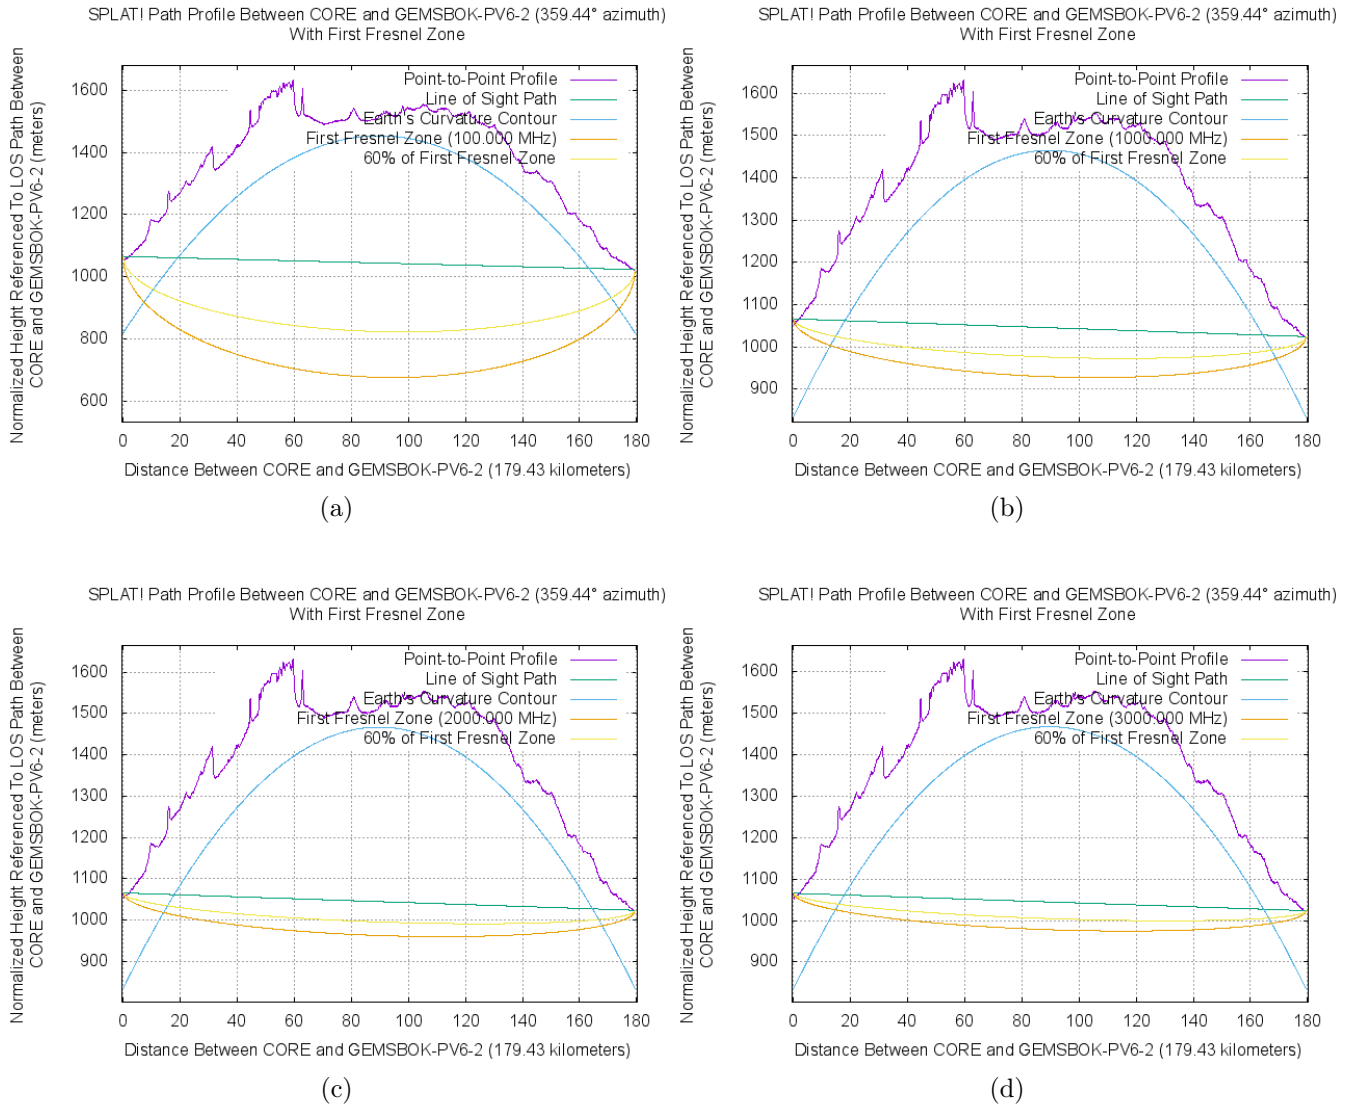 SPLAT! Path Profile Between CORE and GEMSBOK-PV6-2 (359.44° azimuth)
With First Fresnel Zone
Normalized Height Referenced To LOS Path Between
CORE and GEMSBOK-PV6-2 (meters)
1600
1400
1200
1000
800
600
Point-to-Point Profile
Line of Sight Path
Earth's Curvature Contour
First Fresnel Zone (100.000 MHz)
60% of First Fresnel Zone
0 20 40 60 80 100 120 140 160 180
Distance Between CORE and GEMSBOK-PV6-2 (179.43 kilometers)
(a)
SPLAT! Path Profile Between CORE and GEMSBOK-PV6-2 (359.44° azimuth)
With First Fresnel Zone
Normalized Height Referenced To LOS Path Between
CORE and GEMSBOK-PV6-2 (meters)
1600
1500
1400
1300
1200
1100
1000
900
Point-to-Point Profile
Line of Sight Path
Earth's Curvature Contour
First Fresnel Zone (1000.000 MHz)
60% of First Fresnel Zone
0 20 40 60 80 100 120 140 160 180
Distance Between CORE and GEMSBOK-PV6-2 (179.43 kilometers)
(b)
SPLAT! Path Profile Between CORE and GEMSBOK-PV6-2 (359.44° azimuth)
With First Fresnel Zone
Normalized Height Referenced To LOS Path Between
CORE and GEMSBOK-PV6-2 (meters)
1600
1500
1400
1300
1200
1100
1000
900
Point-to-Point Profile
Line of Sight Path
Earth's Curvature Contour
First Fresnel Zone (2000.000 MHz)
60% of First Fresnel Zone
0 20 40 60 80 100 120 140 160 180
Distance Between CORE and GEMSBOK-PV6-2 (179.43 kilometers)
(c)
SPLAT! Path Profile Between CORE and GEMSBOK-PV6-2 (359.44° azimuth)
With First Fresnel Zone
Normalized Height Referenced To LOS Path Between
CORE and GEMSBOK-PV6-2 (meters)
1600
1500
1400
1300
1200
1100
1000
900
Point-to-Point Profile
Line of Sight Path
Earth's Curvature Contour
First Fresnel Zone (3000.000 MHz)
60% of First Fresnel Zone
0 20 40 60 80 100 120 140 160 180
Distance Between CORE and GEMSBOK-PV6-2 (179.43 kilometers)
(d)